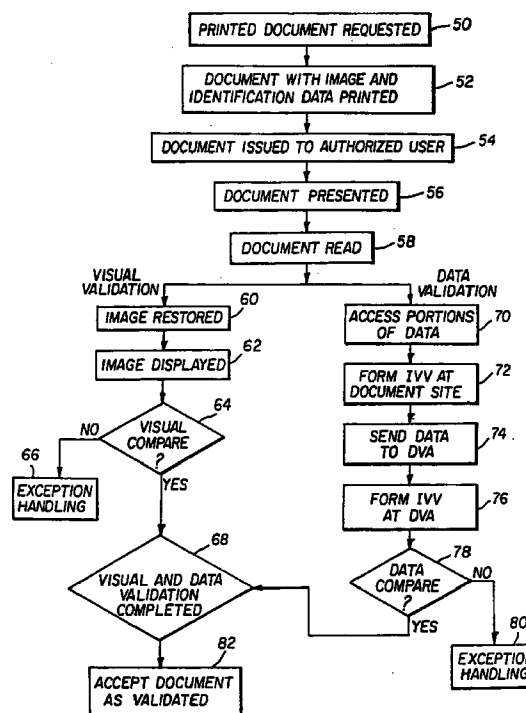 PRINTED DOCUMENT REQUESTED
50
DOCUMENT WITH IMAGE AND
IDENTIFICATION DATA PRINTED
52
DOCUMENT ISSUED TO AUTHORIZED USER
54
DOCUMENT PRESENTED
56
DOCUMENT READ
58
VISUAL
VALIDATION
DATA
VALIDATION
IMAGE RESTORED
60
ACCESS PORTIONS
OF DATA
70
IMAGE DISPLAYED
62
FORM IVV AT
DOCUMENT SITE
72
VISUAL
COMPARE
?
64
NO
YES
66
EXCEPTION
HANDLING
SEND DATA
TO DVA
74
FORM IVV
AT DVA
76
DATA
COMPARE
?
78
NO
YES
VISUAL AND DATA
VALIDATION
COMPLETED
68
80
EXCEPTION
HANDLING
82
ACCEPT DOCUMENT
AS VALIDATED